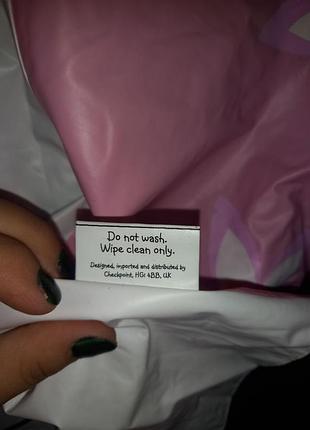 Do not wash.
Wipe clean only.
Designed, imported and distributed by
Checkpoint, HG1 4BB, UK